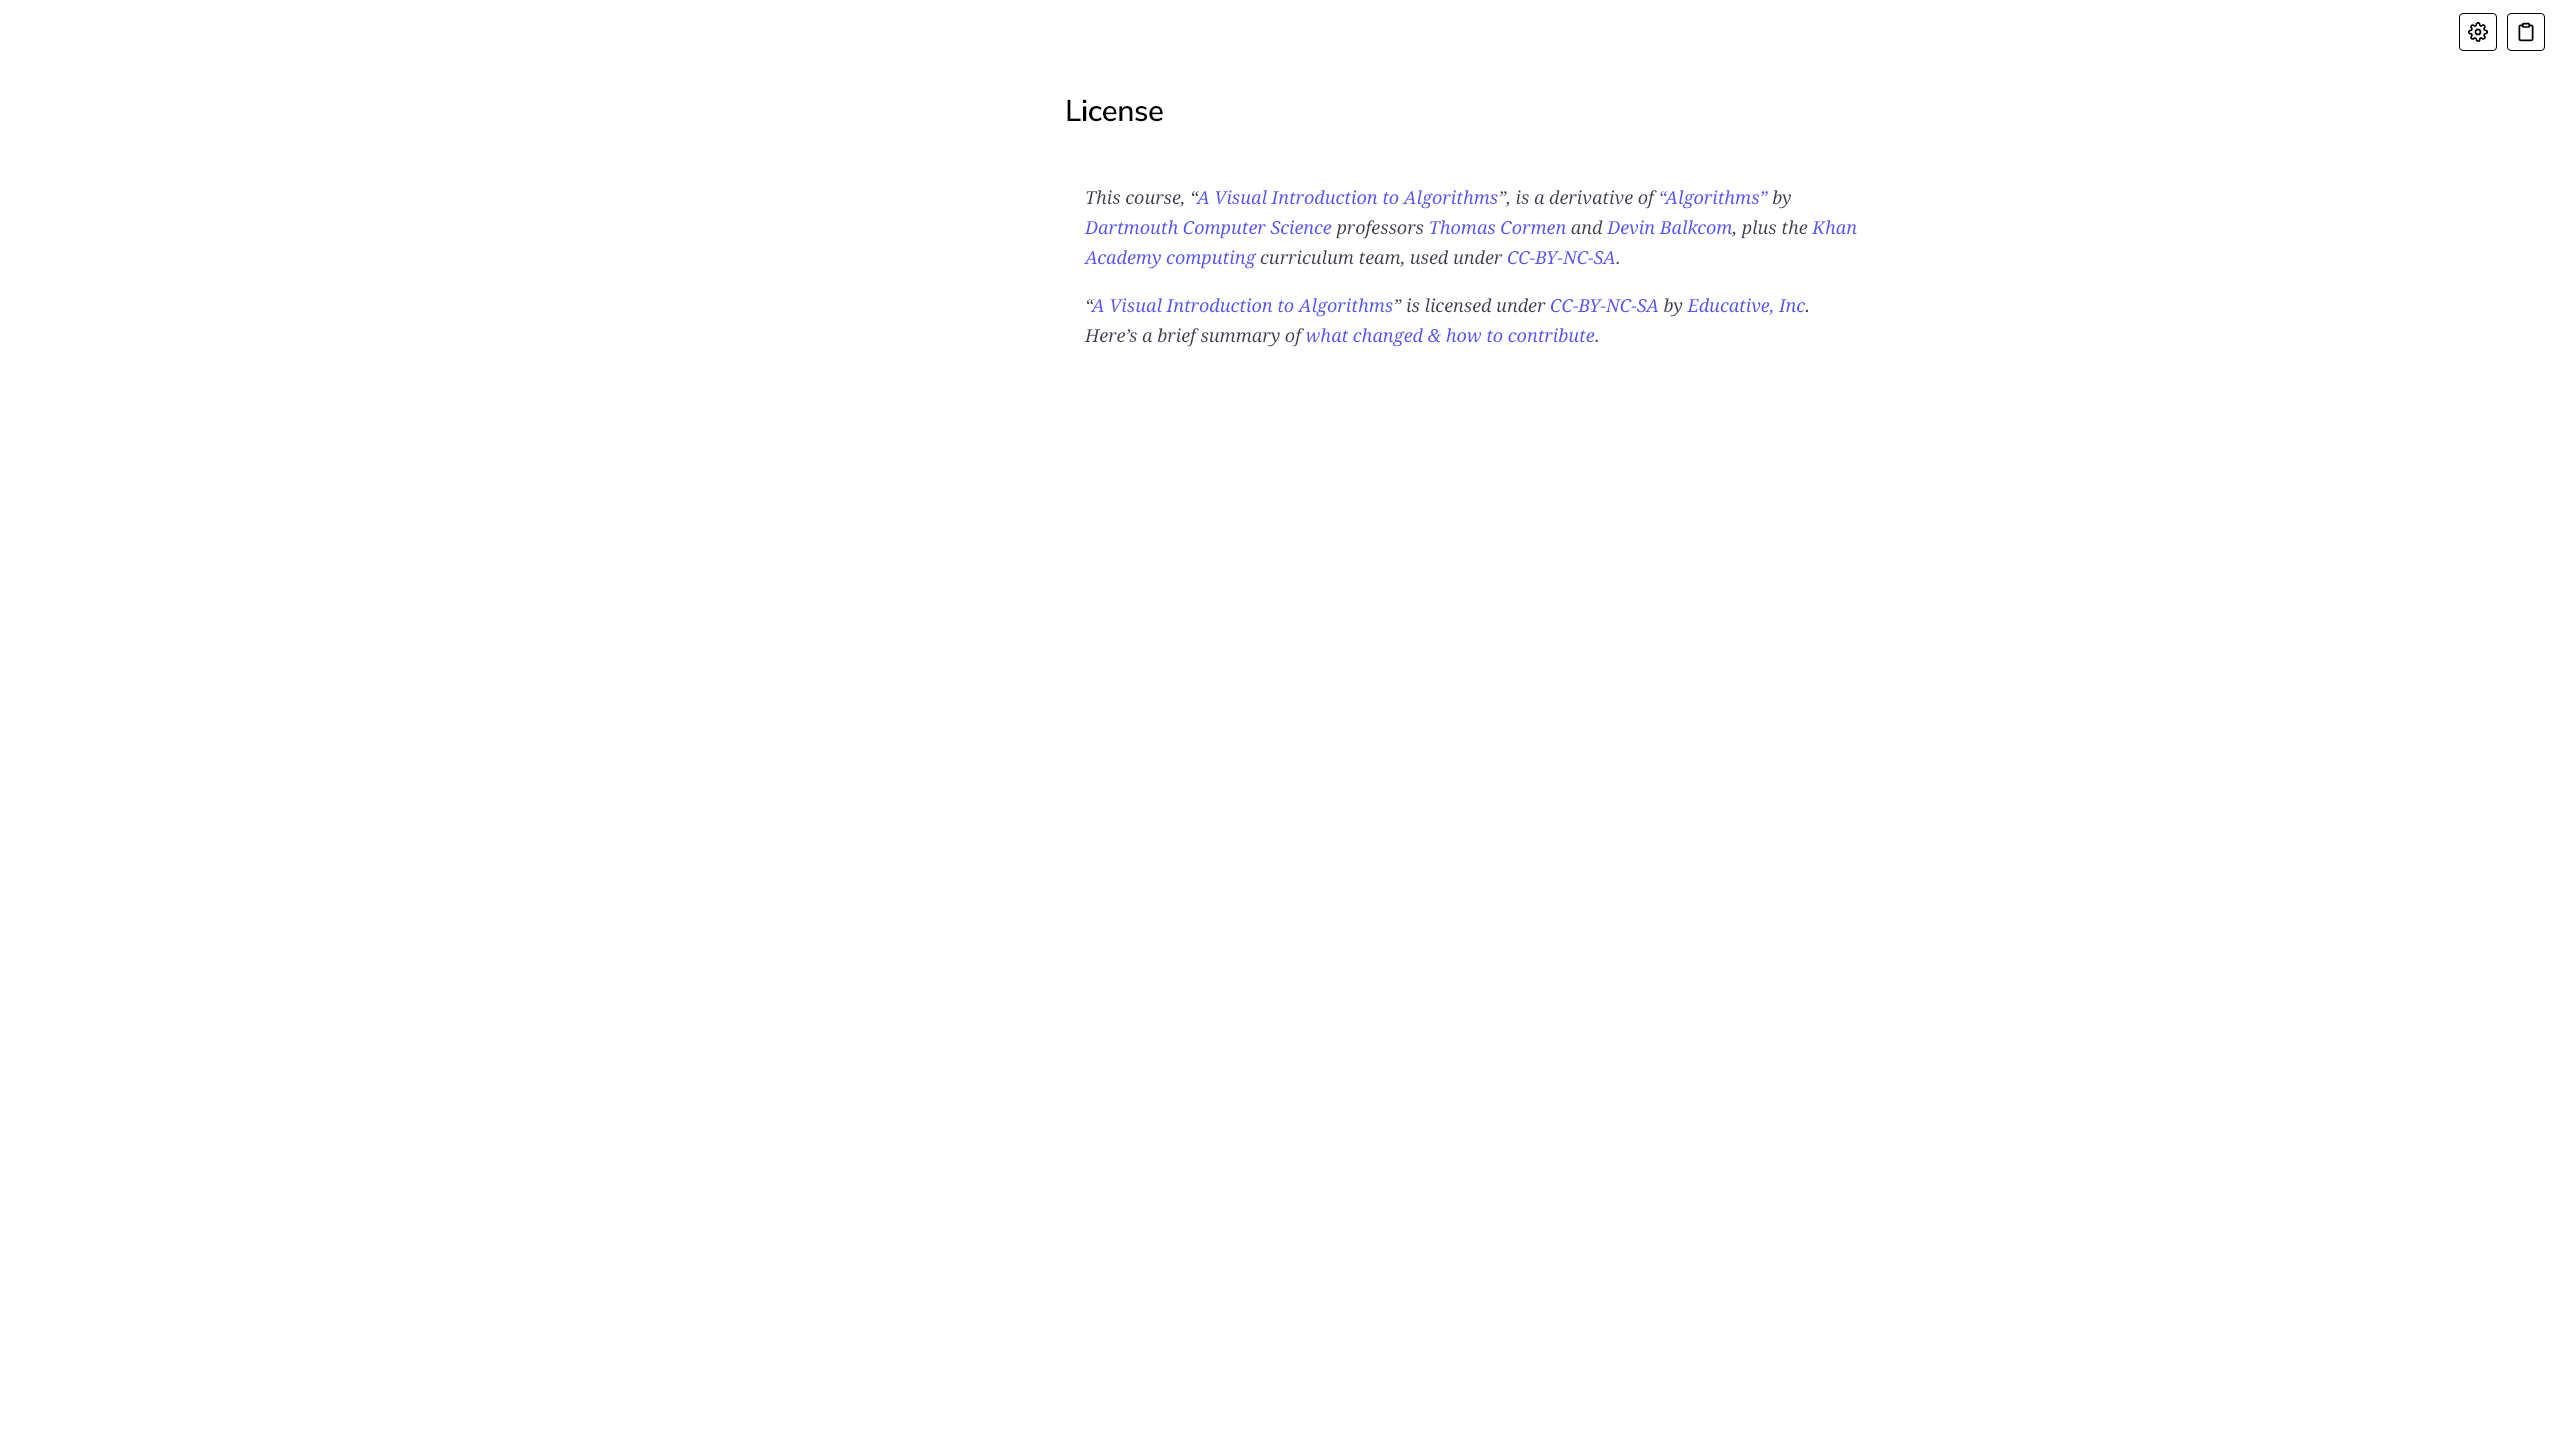 License
This course, “A Visual Introduction to Algorithms”, is a derivative of “Algorithms” by
Dartmouth Computer Science professors Thomas Cormen and Devin Balkcom, plus the Khan
Academy computing curriculum team, used under CC-BY-NC-SA.
“A Visual Introduction to Algorithms” is licensed under CC-BY-NC-SA by Educative, Inc.
Here’s a brief summary of what changed & how to contribute.